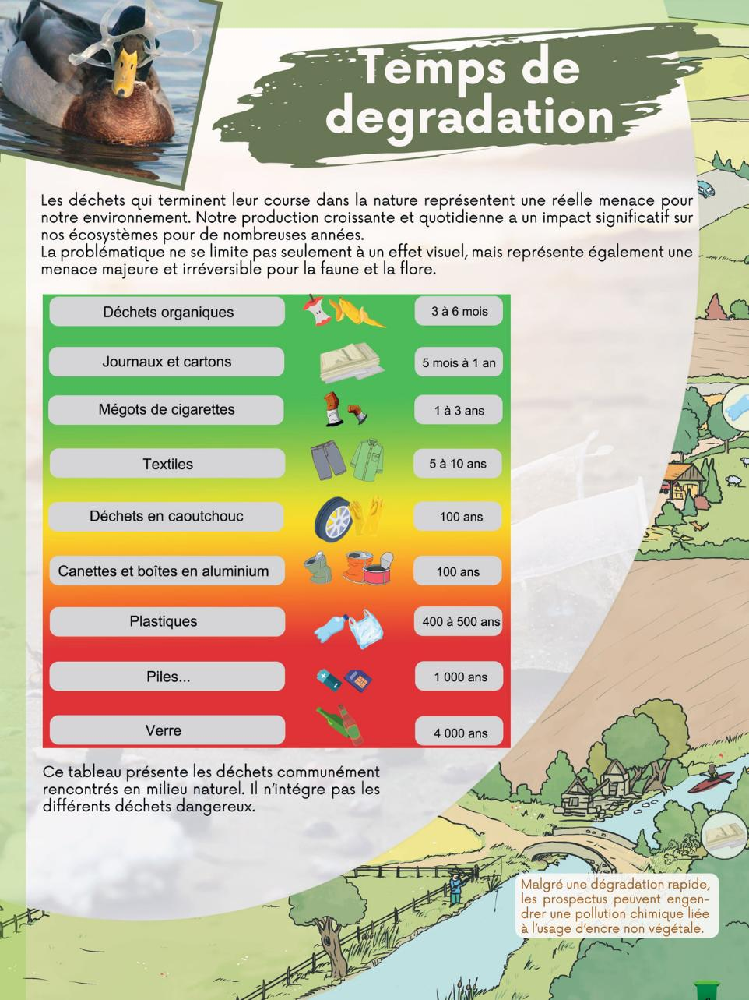 Temps de
degradation
Les déchets qui terminent leur course dans la nature représentent une réelle menace pour
notre environnement. Notre production croissante et quotidienne a un impact significatif sur
nos écosystèmes pour de nombreuses années.
La problématique ne se limite pas seulement à un effet visuel, mais représente également une
menace majeure et irréversible pour la faune et la flore.
Déchets organiques 3 à 6 mois
Journaux et cartons 5 mois à 1 an
Mégots de cigarettes 1 à 3 ans
Textiles 5 à 10 ans
Déchets en caoutchouc 100 ans
Canettes et boîtes en aluminium 100 ans
Plastiques 400 à 500 ans
Piles... 1 000 ans
Verre 4 000 ans
Ce tableau présente les déchets communément
rencontrés en milieu naturel. Il n'intégre pas les
différents déchets dangereux.
Malgré une dégradation rapide,
les prospectus peuvent engen-
drer une pollution chimique liée
à l'usage d'encre non végétale.